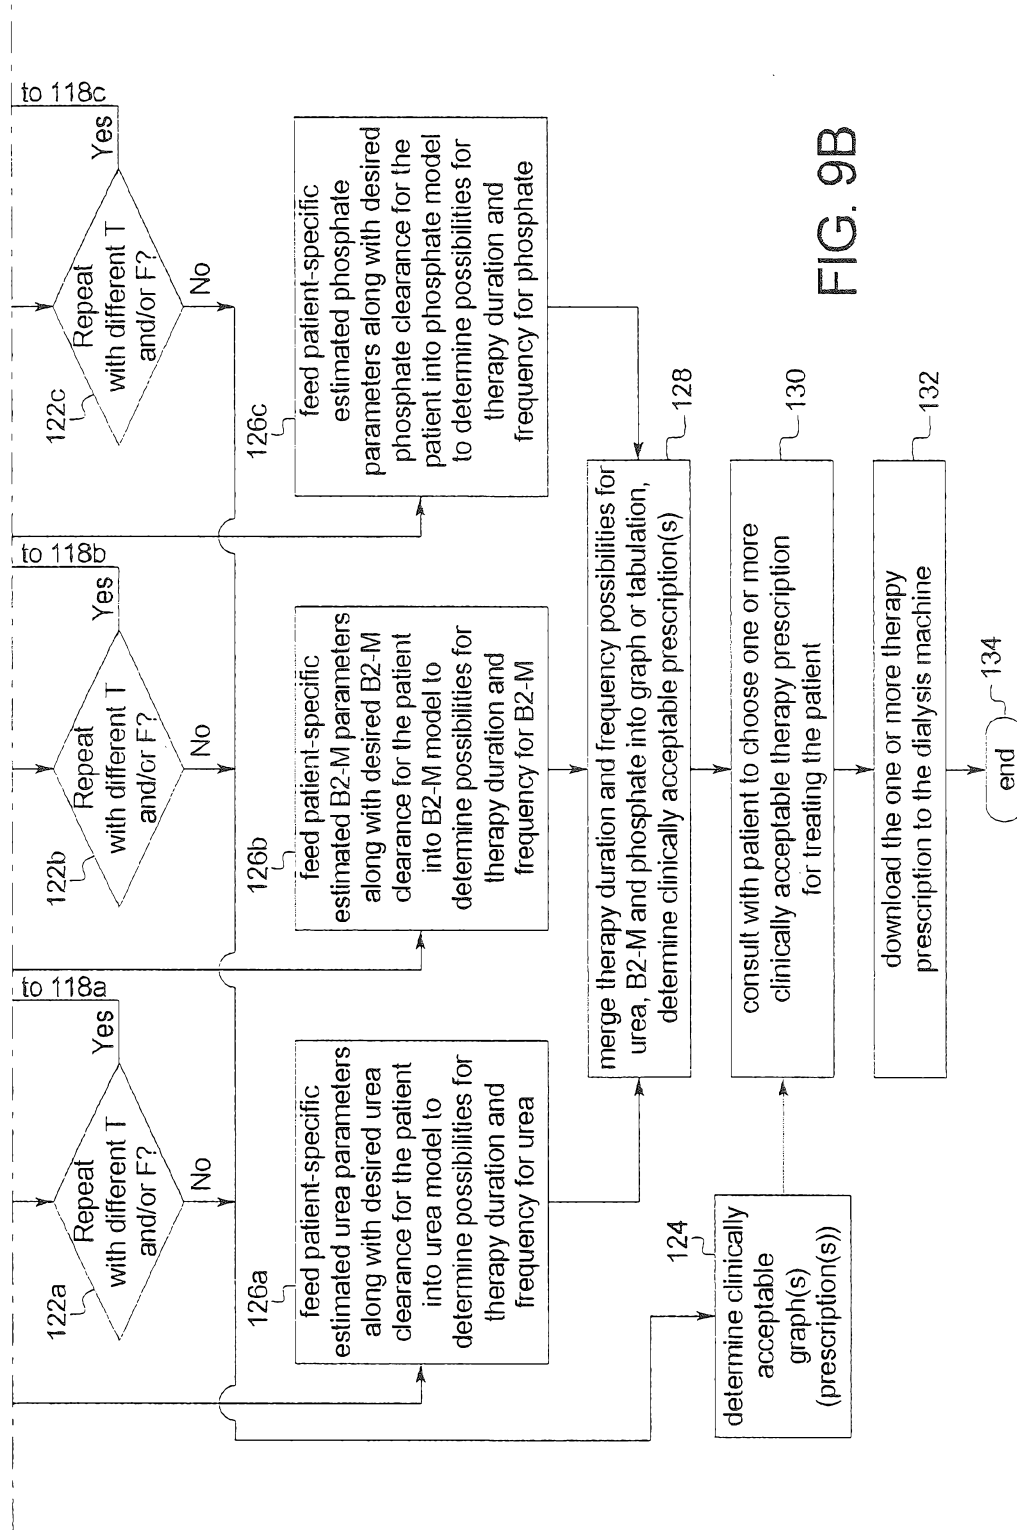 to 118a
to 118b
to 118c
122a
Repeat
with different T
and/or F?
Yes
No
122b
Repeat
with different T
and/or F?
Yes
No
122c
Repeat
with different T
and/or F?
Yes
No
126a
feed patient-specific
estimated urea parameters
along with desired urea
clearance for the patient
into urea model to
determine possibilities for
therapy duration and
frequency for urea
126b
feed patient-specific
estimated B2-M parameters
along with desired B2-M
clearance for the patient
into B2-M model to
determine possibilities for
therapy duration and
frequency for B2-M
126c
feed patient-specific
estimated phosphate
parameters along with desired
phosphate clearance for the
patient into phosphate model
to determine possibilities for
therapy duration and
frequency for phosphate
merge therapy duration and frequency possibilities for
urea, B2-M and phosphate into graph or tabulation,
determine clinically acceptable prescription(s)
128
124
determine clinically
acceptable
graph(s)
(prescription(s))
consult with patient to choose one or more
clinically acceptable therapy prescription
for treating the patient
130
download the one or more therapy
prescription to the dialysis machine
132
end
134
FIG. 9B